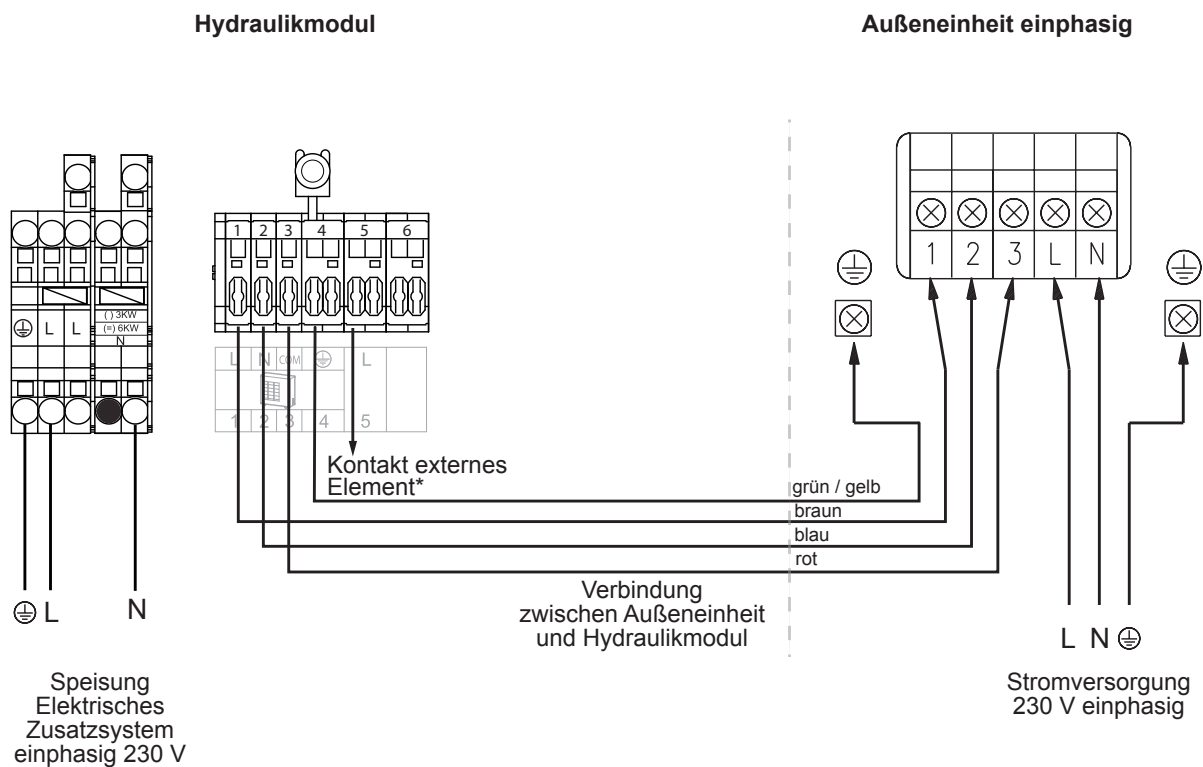 Hydraulikmodul
Außeneinheit einphasig
1 2 3 4 5 6
1 2 3 L N
L L
( ) 3KW
(=) 6KW
N
L N COM L
1 2 3 4 5
Kontakt externes
Element*
grün / gelb
braun
blau
rot
Verbindung
zwischen Außeneinheit
und Hydraulikmodul
L N
L N
Speisung
Elektrisches
Zusatzsystem
einphasig 230 V
Stromversorgung
230 V einphasig